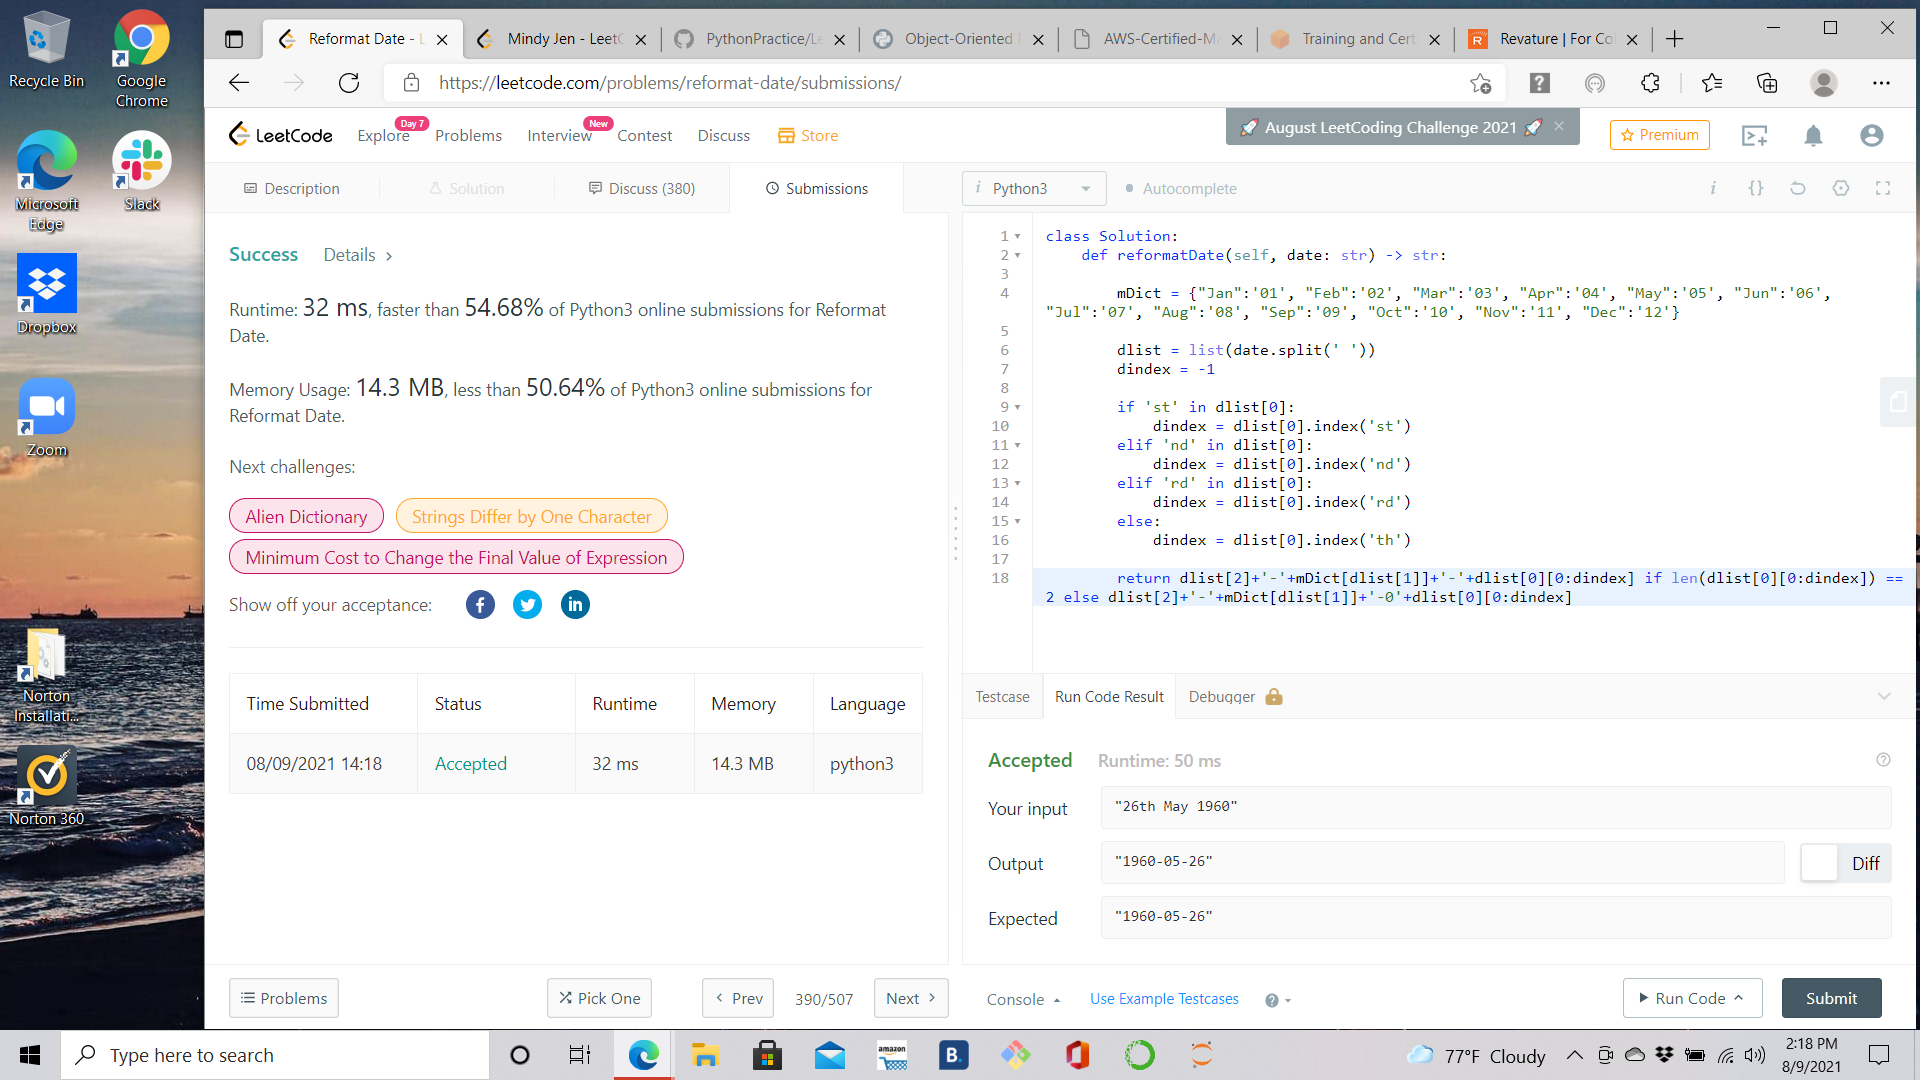 Recycle Bin
Google
Chrome
Microsoft
Edge
Slack
Dropbox
Zoom
Norton
Installati...
Norton 360
Reformat Date - L
Mindy Jen - LeetC
PythonPractice/Le
Object-Oriented
AWS-Certified-Ma
Training and Cert
Revature | For Co
https://leetcode.com/problems/reformat-date/submissions/
LeetCode
Explore
Day 7
Problems
Interview
New
Contest
Discuss
Store
August LeetCoding Challenge 2021
Premium
Description
Solution
Discuss (380)
Submissions
Success Details >
Runtime: 32 ms, faster than 54.68% of Python3 online submissions for Reformat
Date.
Memory Usage: 14.3 MB, less than 50.64% of Python3 online submissions for
Reformat Date.
Next challenges:
Alien Dictionary
Strings Differ by One Character
Minimum Cost to Change the Final Value of Expression
Show off your acceptance:
Time Submitted Status Runtime Memory Language
08/09/2021 14:18 Accepted 32 ms 14.3 MB python3
Problems
Pick One
< Prev
390/507
Next >
i Python3
Autocomplete
i {}
1 class Solution:
2     def reformatDate(self, date: str) -> str:
3
4         mDict = {"Jan":'01', "Feb":'02', "Mar":'03', "Apr":'04', "May":'05', "Jun":'06',
"Jul":'07', "Aug":'08', "Sep":'09', "Oct":'10', "Nov":'11', "Dec":'12'}
5
6         dlist = list(date.split(' '))
7         dindex = -1
8
9         if 'st' in dlist[0]:
10             dindex = dlist[0].index('st')
11         elif 'nd' in dlist[0]:
12             dindex = dlist[0].index('nd')
13         elif 'rd' in dlist[0]:
14             dindex = dlist[0].index('rd')
15         else:
16             dindex = dlist[0].index('th')
17
18         return dlist[2]+'-'+mDict[dlist[1]]+'-'+dlist[0][0:dindex] if len(dlist[0][0:dindex]) ==
2 else dlist[2]+'-'+mDict[dlist[1]]+'-0'+dlist[0][0:dindex]
Testcase
Run Code Result
Debugger
Accepted Runtime: 50 ms
Your input "26th May 1960"
Output "1960-05-26"
Diff
Expected "1960-05-26"
Console
Use Example Testcases
Run Code
Submit
Type here to search
amazon
B.
77°F Cloudy
2:18 PM
8/9/2021